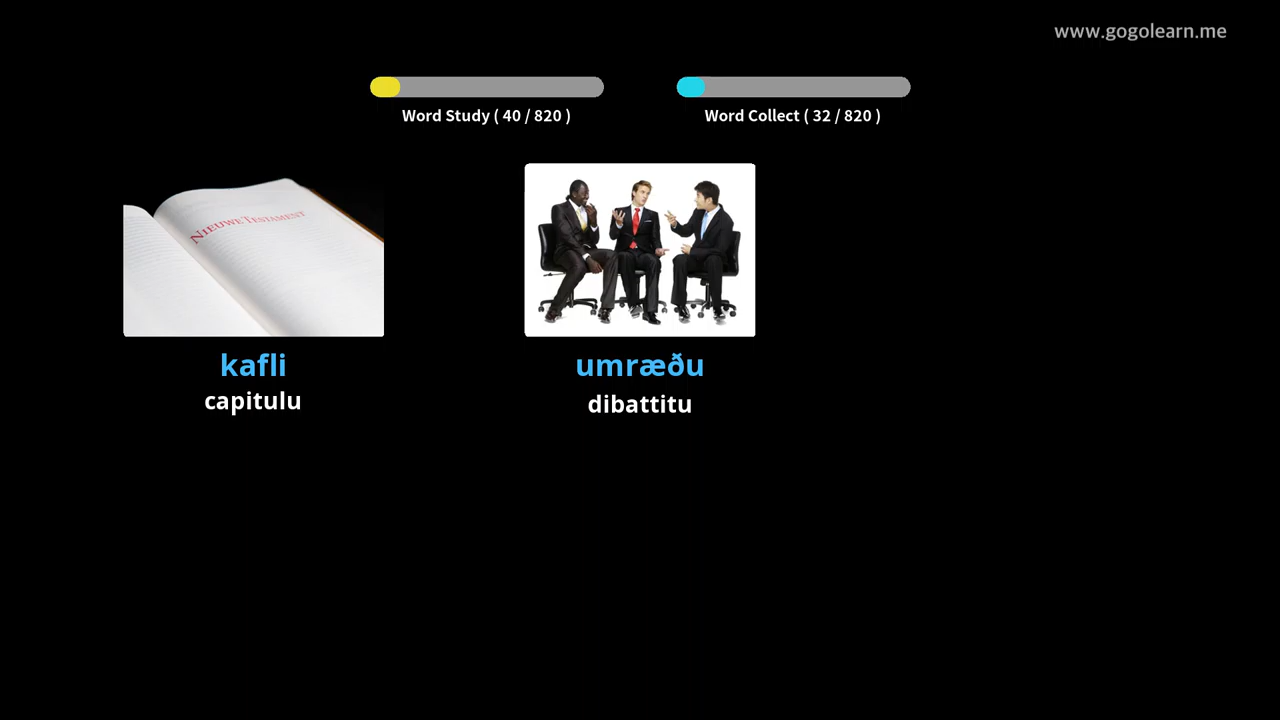 www.gogolearn.me
Word Study ( 40 / 820 )
Word Collect ( 32 / 820 )
NIEUWE TESTAMENT
kafli
umræðu
capitulu
dibattitu